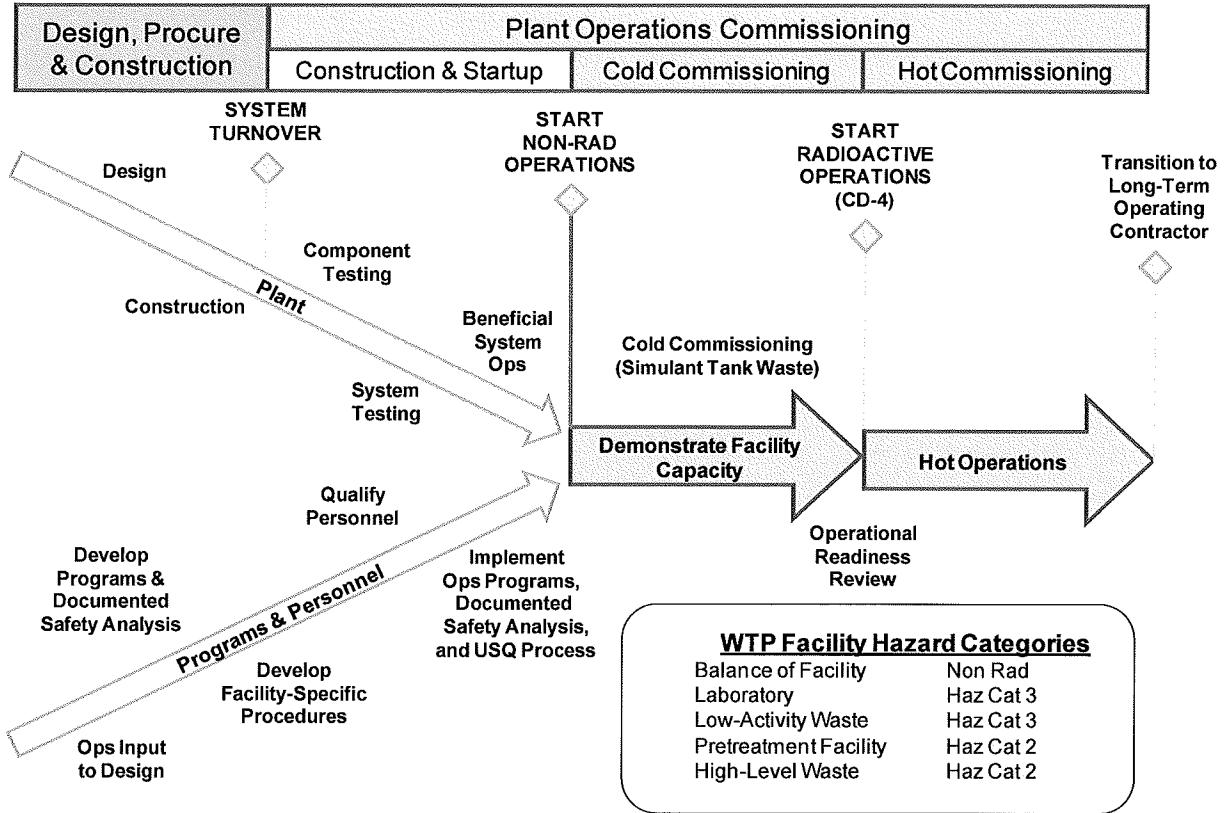 Design, Procure
& Construction
Plant Operations Commissioning
Construction & Startup
Cold Commissioning
Hot Commissioning
SYSTEM
TURNOVER
START
NON-RAD
OPERATIONS
START
RADIOACTIVE
OPERATIONS
(CD-4)
Transition to
Long-Term
Operating
Contractor
Design
Component
Testing
Plant
Construction
Beneficial
System
Ops
System
Testing
Cold Commissioning
(Simulant Tank Waste)
Demonstrate Facility
Capacity
Hot Operations
Qualify
Personnel
Operational
Readiness
Review
Develop
Programs &
Documented
Safety Analysis
Programs & Personnel
Implement
Ops Programs,
Documented
Safety Analysis,
and USQ Process
Develop
Facility-Specific
Procedures
Ops Input
to Design
WTP Facility Hazard Categories
Balance of Facility Non Rad
Laboratory Haz Cat 3
Low-Activity Waste Haz Cat 3
Pretreatment Facility Haz Cat 2
High-Level Waste Haz Cat 2